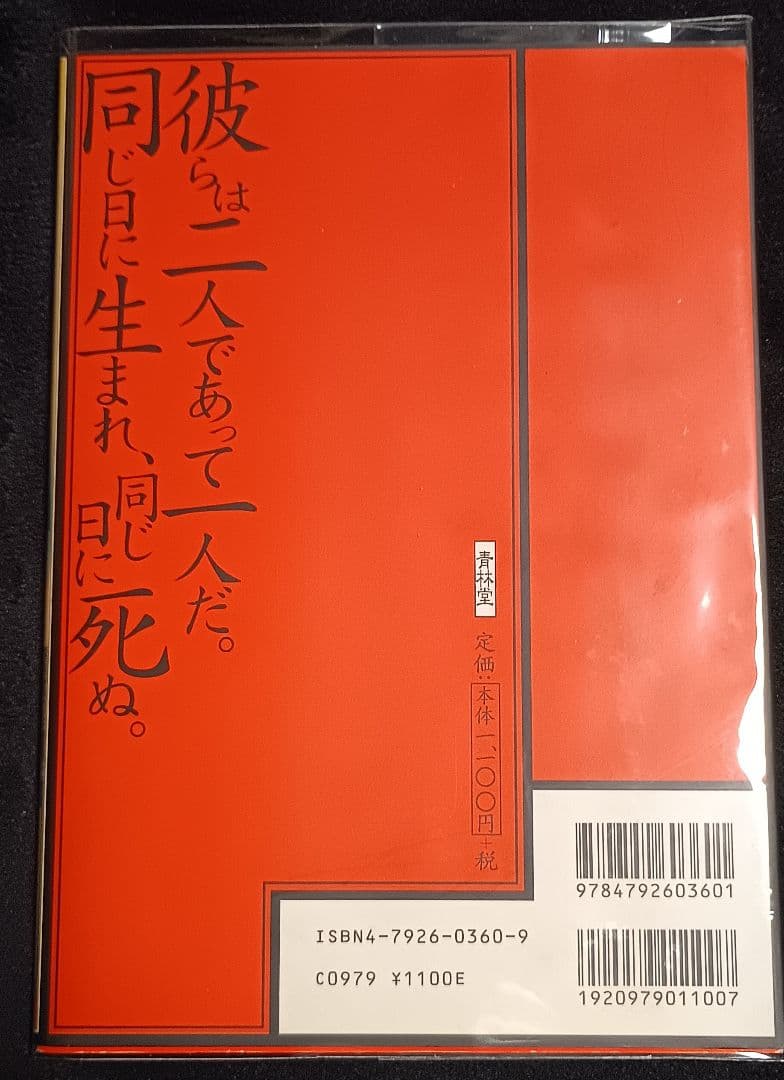 彼らは二人であって一人だ。
同じ日に生まれ、同じ日に死ぬ。
青林堂
定価：本体一、一〇〇円＋税
9784792603601
ISBN4-7926-0360-9
C0979 ¥1100E
1920979011007